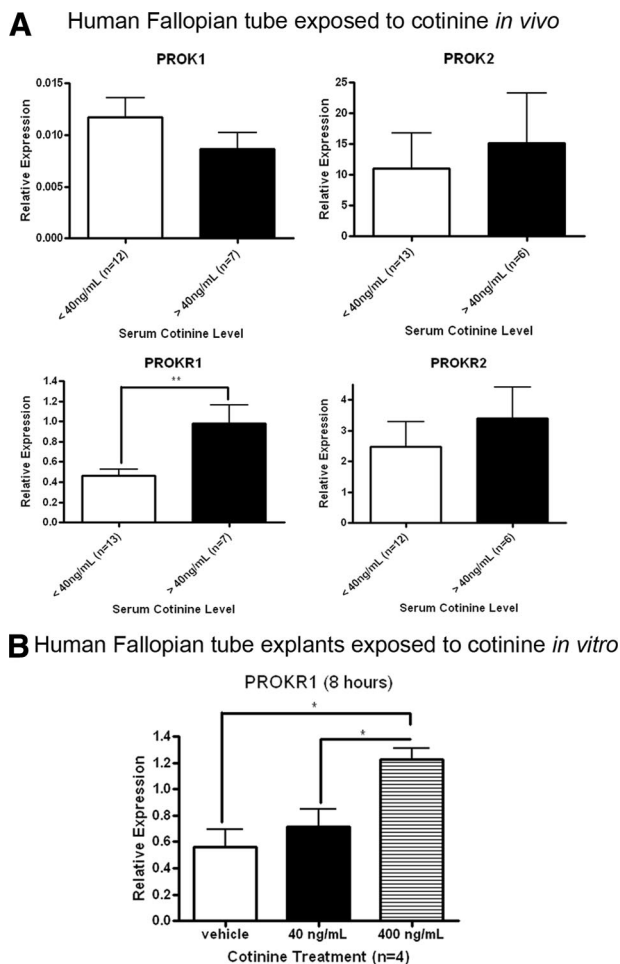 A Human Fallopian tube exposed to cotinine in vivo
PROK1
Relative Expression
0.015
0.010
0.005
0.000
< 40ng/mL (n=12)
> 40ng/mL (n=7)
Serum Cotinine Level
PROK2
Relative Expression
25
20
15
10
5
0
< 40ng/mL (n=13)
> 40ng/mL (n=6)
Serum Cotinine Level
PROKR1
Relative Expression
1.4
1.2
1.0
0.8
0.6
0.4
0.2
0.0
**
< 40ng/mL (n=13)
> 40ng/mL (n=7)
Serum Cotinine Level
PROKR2
Relative Expression
4
3
2
1
0
< 40ng/mL (n=12)
> 40ng/mL (n=6)
Serum Cotinine Level
B Human Fallopian tube explants exposed to cotinine in vitro
PROKR1 (8 hours)
Relative Expression
1.4
1.2
1.0
0.8
0.6
0.4
0.2
0.0
*
*
vehicle 40 ng/mL 400 ng/mL
Cotinine Treatment (n=4)